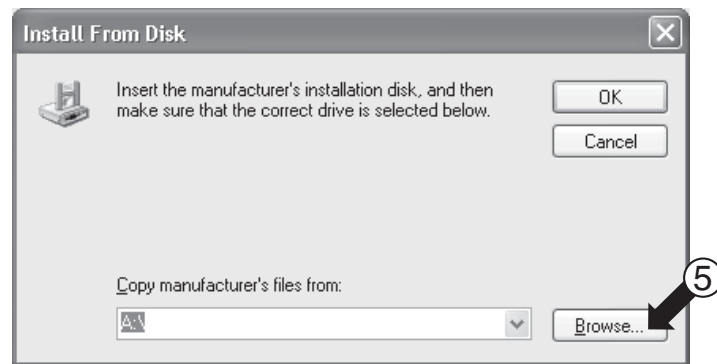 Install From Disk
Insert the manufacturer's installation disk, and then
make sure that the correct drive is selected below.
OK
Cancel
Copy manufacturer's files from:
A:\
Browse...
5